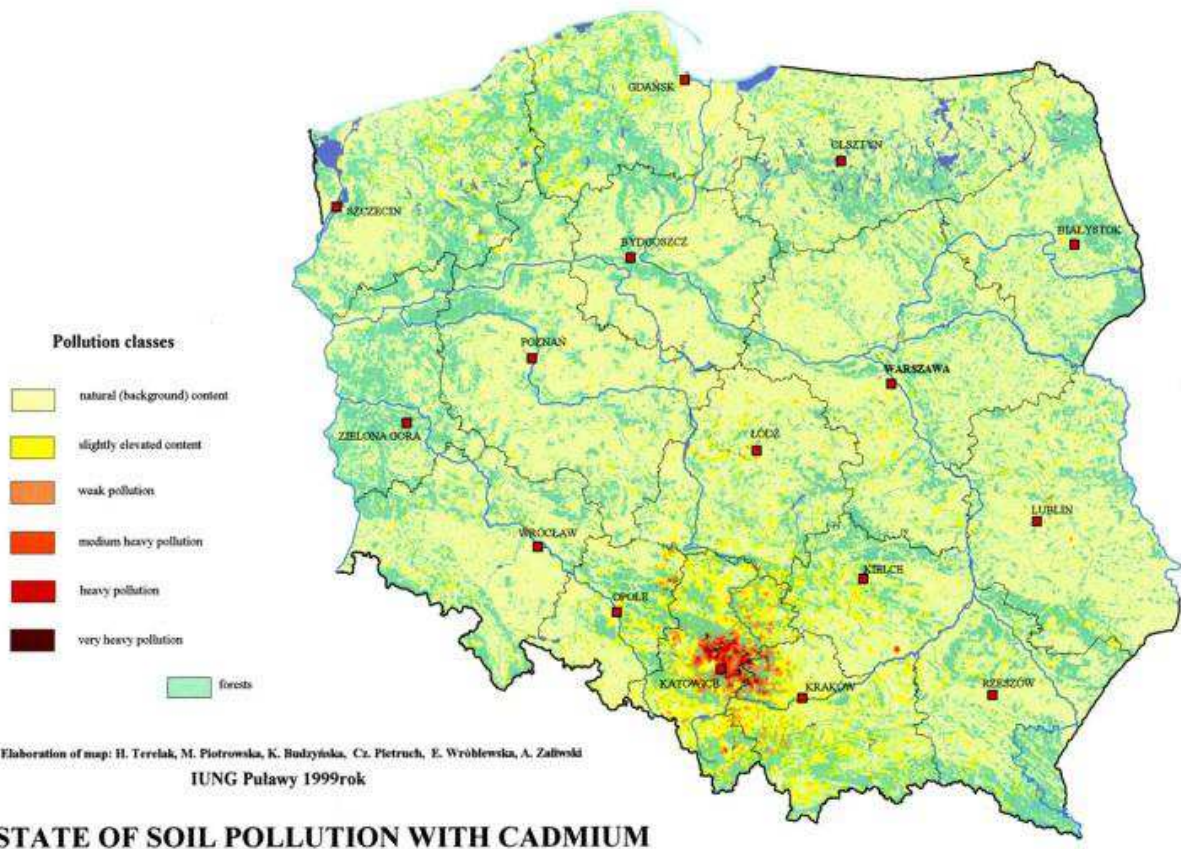 GDAŃSK
OLSZTYN
SZCZECIN
BIAŁYSTOK
BYDGOSZCZ
Pollution classes
POZNAŃ
WARSZAWA
natural (background) content
ZIELONA GÓRA
slightly elevated content
ŁÓDŹ
weak pollution
LUBLIN
WROCŁAW
medium heavy pollution
KIELCE
heavy pollution
OPOLE
very heavy pollution
forests
KATOWICE
KRAKÓW
RZESZÓW
Elaboration of map: H. Terelak, M. Piotrowska, K. Budzyńska, Cz. Pietruch, E. Wróblewska, A. Zaliwski
IUNG Puławy 1999rok
STATE OF SOIL POLLUTION WITH CADMIUM